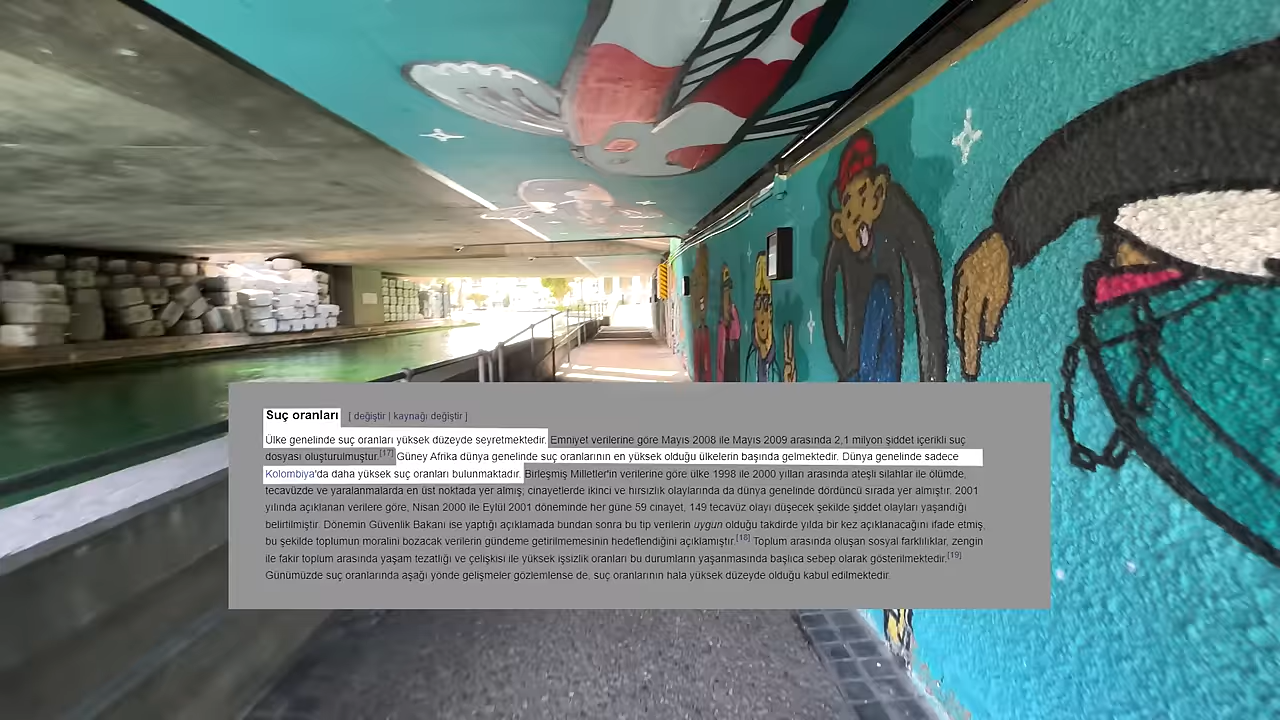 Suç oranları [ değiştir | kaynağı değiştir ]
Ülke genelinde suç oranları yüksek düzeyde seyretmektedir. Emniyet verilerine göre Mayıs 2008 ile Mayıs 2009 arasında 2,1 milyon şiddet içerikli suç
dosyası oluşturulmuştur.[17] Güney Afrika dünya genelinde suç oranlarının en yüksek olduğu ülkelerin başında gelmektedir. Dünya genelinde sadece
Kolombiya'da daha yüksek suç oranları bulunmaktadır. Birleşmiş Milletler'in verilerine göre ülke 1998 ile 2000 yılları arasında ateşli silahlar ile ölümde,
tecavüzde ve yaralanmalarda en üst noktada yer almış, cinayetlerde ikinci ve hırsızlık olaylarında da dünya genelinde dördüncü sırada yer almıştır. 2001
yılında açıklanan verilere göre, Nisan 2000 ile Eylül 2001 döneminde her güne 59 cinayet, 149 tecavüz olayı düşecek şekilde şiddet olayları yaşandığı
belirtilmiştir. Dönemin Güvenlik Bakanı ise yaptığı açıklamada bundan sonra bu tip verilerin uygun olduğu takdirde yılda bir kez açıklanacağını ifade etmiş,
bu şekilde toplumun moralini bozacak verilerin gündeme getirilmemesinin hedeflendiğini açıklamıştır.[18] Toplum arasında oluşan sosyal farklılıklar, zengin
ile fakir toplum arasında yaşam tezatlığı ve çelişkisi ile yüksek işsizlik oranları bu durumların yaşanmasında başlıca sebep olarak gösterilmektedir.[19]
Günümüzde suç oranlarında aşağı yönde gelişmeler gözlemlense de, suç oranlarının hala yüksek düzeyde olduğu kabul edilmektedir.